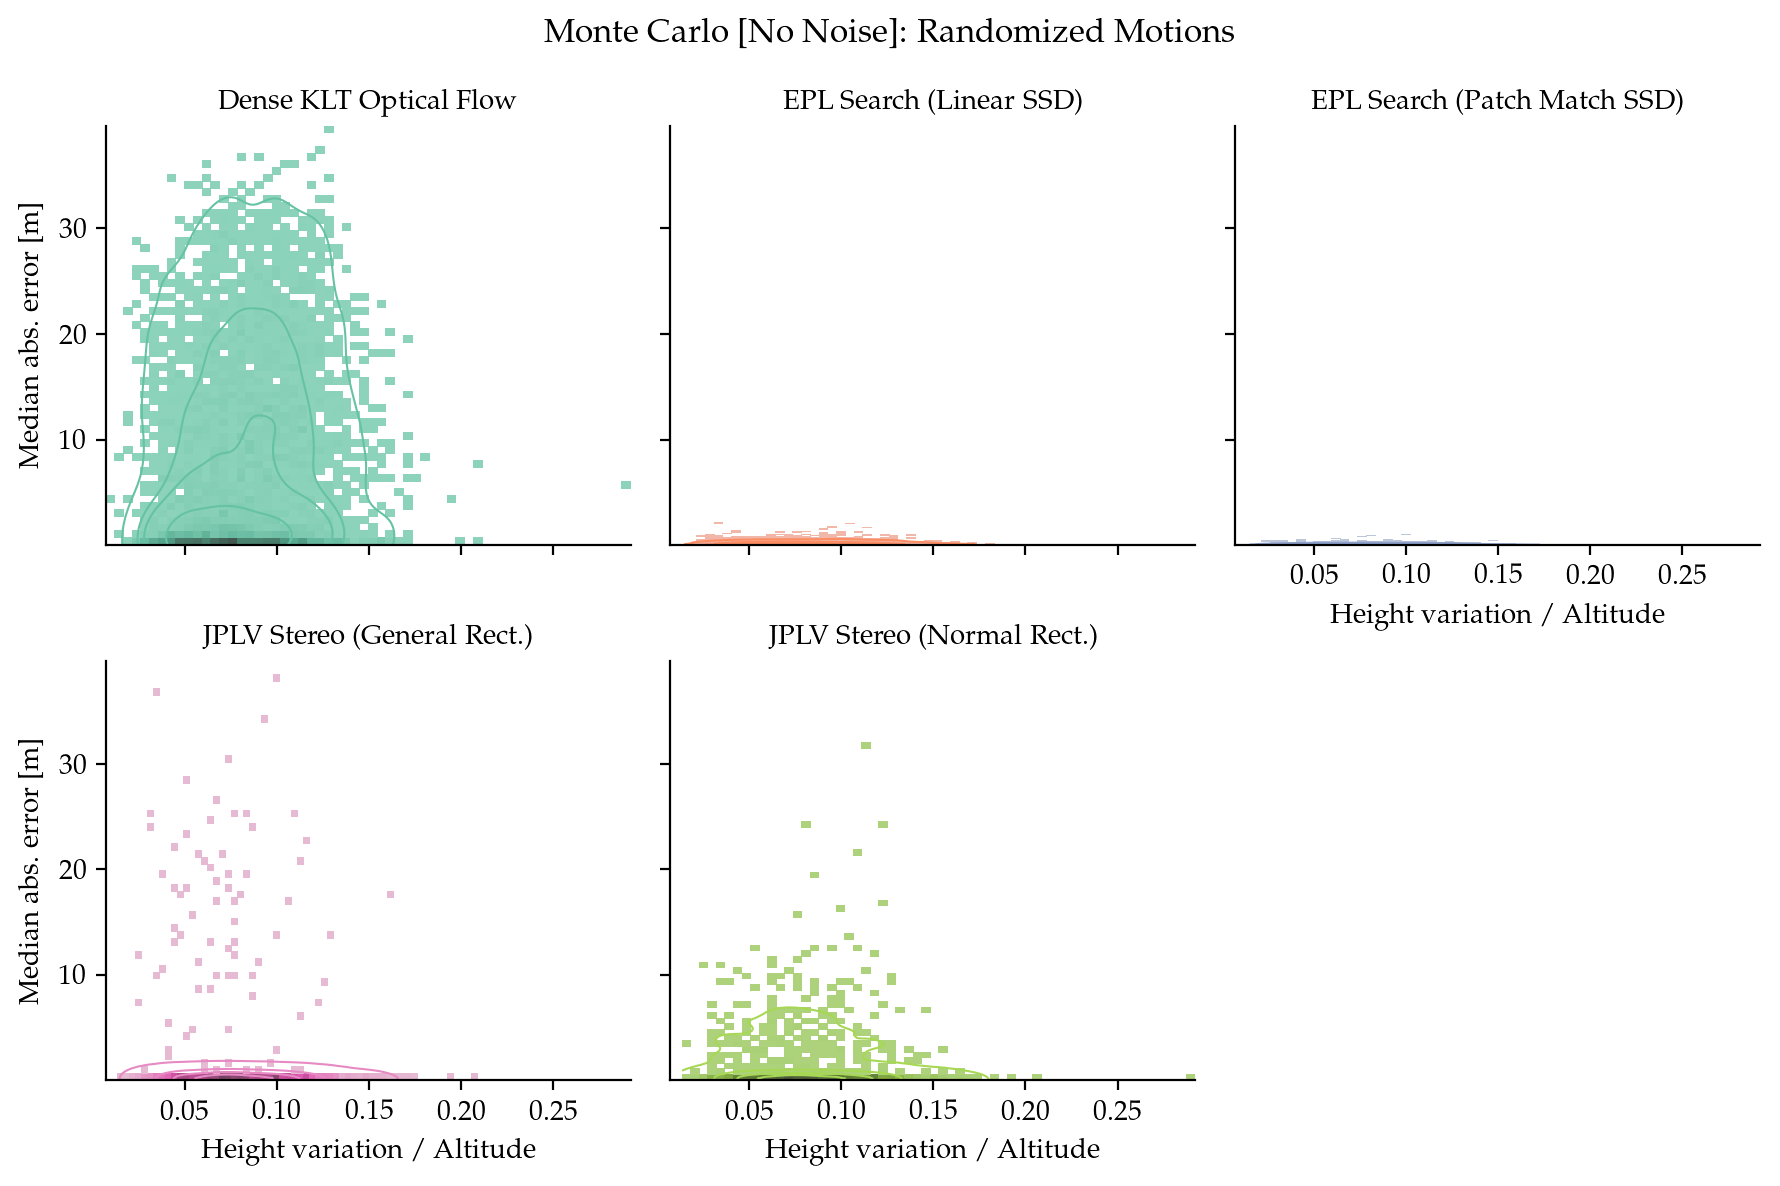 Monte Carlo [No Noise]: Randomized Motions
Dense KLT Optical Flow
EPL Search (Linear SSD)
EPL Search (Patch Match SSD)
Median abs. error [m]
30
20
10
0.05 0.10 0.15 0.20 0.25
Height variation / Altitude
JPLV Stereo (General Rect.)
JPLV Stereo (Normal Rect.)
Median abs. error [m]
30
20
10
0.05 0.10 0.15 0.20 0.25
Height variation / Altitude
0.05 0.10 0.15 0.20 0.25
Height variation / Altitude